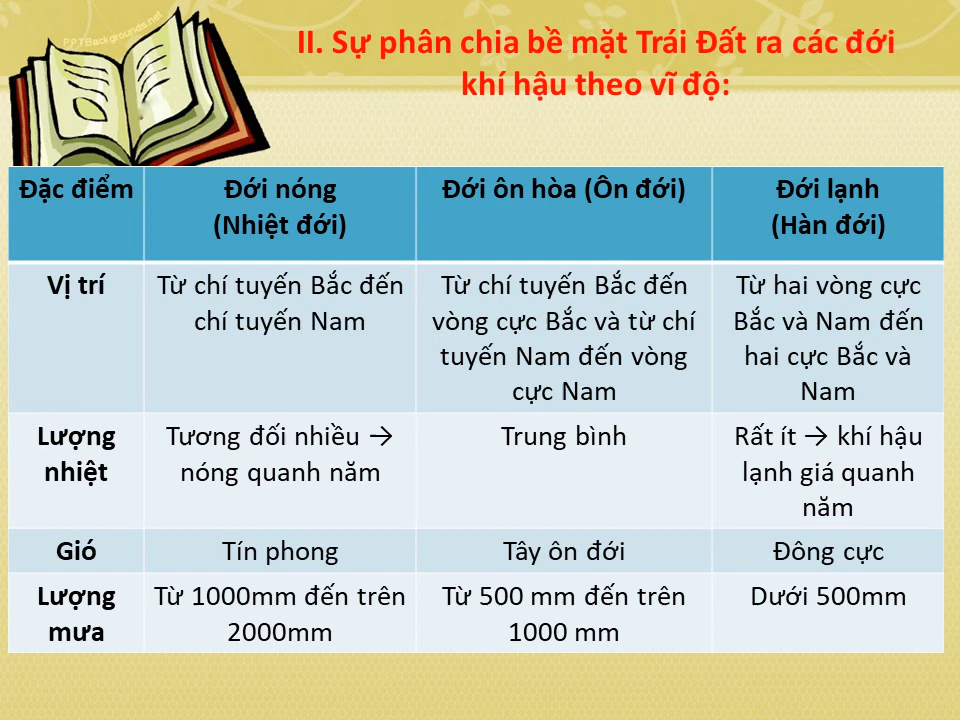 PPTBackgrounds.net
II. Sự phân chia bề mặt Trái Đất ra các đới
khí hậu theo vĩ độ:
Đặc điểm
Đới nóng
(Nhiệt đới)
Đới ôn hòa (Ôn đới)
Đới lạnh
(Hàn đới)
Vị trí
Từ chí tuyến Bắc đến
chí tuyến Nam
Từ chí tuyến Bắc đến
vòng cực Bắc và từ chí
tuyến Nam đến vòng
cực Nam
Từ hai vòng cực
Bắc và Nam đến
hai cực Bắc và
Nam
Lượng
nhiệt
Tương đối nhiều →
nóng quanh năm
Trung bình
Rất ít → khí hậu
lạnh giá quanh
năm
Gió
Tín phong
Tây ôn đới
Đông cực
Lượng
mưa
Từ 1000mm đến trên
2000mm
Từ 500 mm đến trên
1000 mm
Dưới 500mm